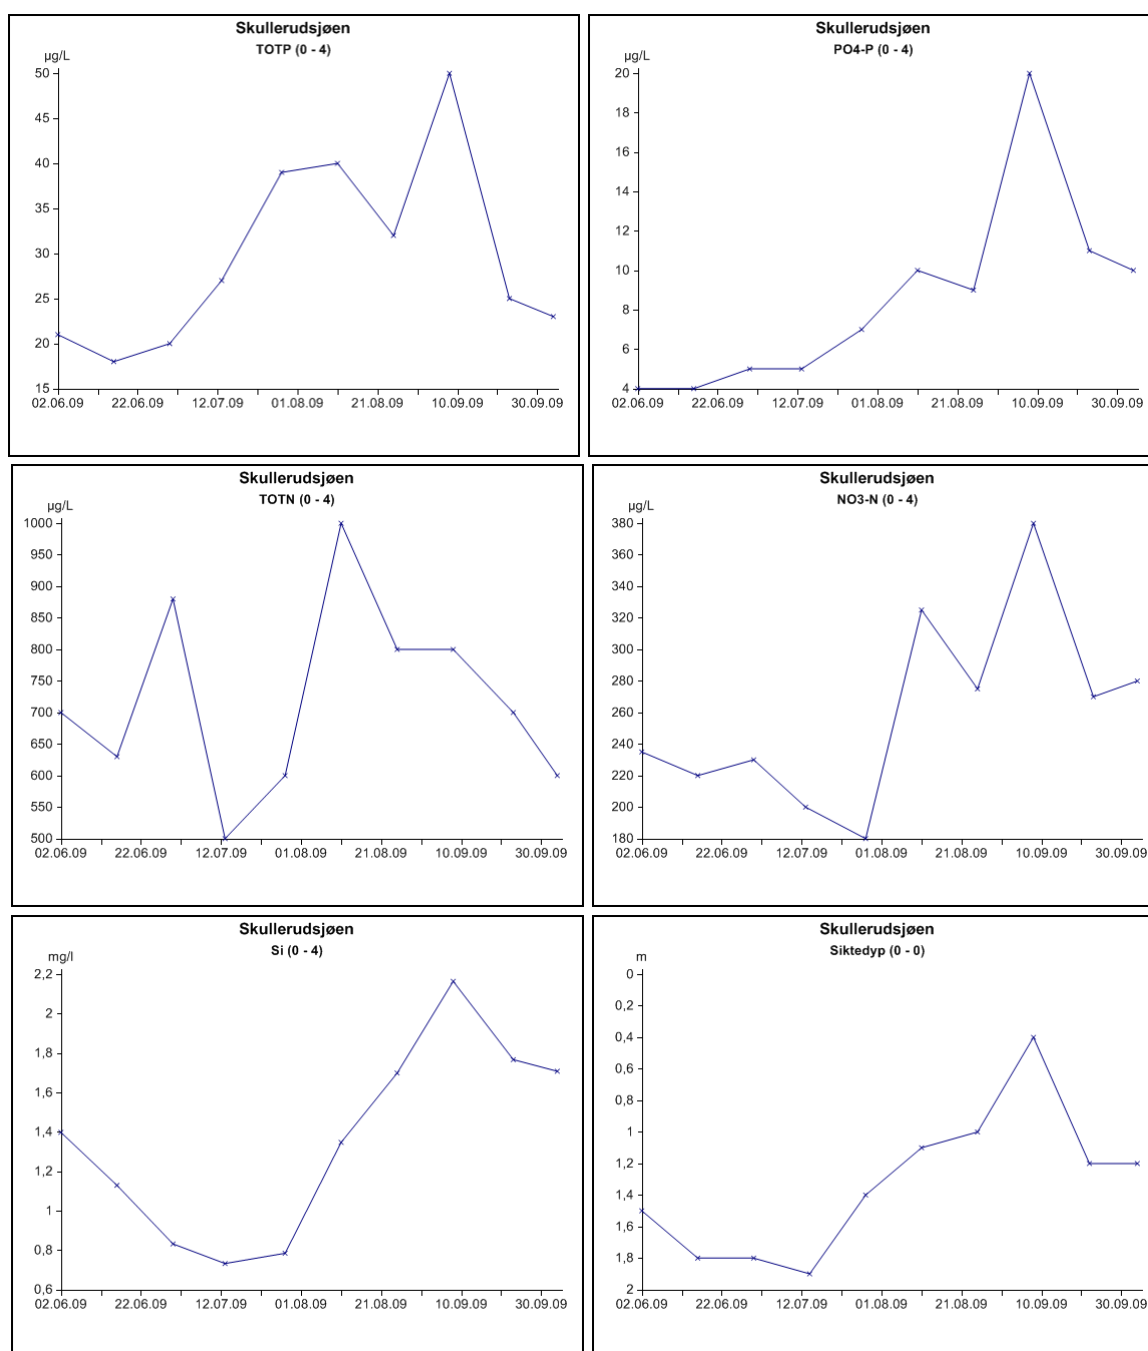 Skullerudsjøen
TOTP (0 - 4)
µg/L
50
45
40
35
30
25
20
15
02.06.09 22.06.09 12.07.09 01.08.09 21.08.09 10.09.09 30.09.09
Skullerudsjøen
PO4-P (0 - 4)
µg/L
20
18
16
14
12
10
8
6
4
02.06.09 22.06.09 12.07.09 01.08.09 21.08.09 10.09.09 30.09.09
Skullerudsjøen
TOTN (0 - 4)
µg/L
1000
950
900
850
800
750
700
650
600
550
500
02.06.09 22.06.09 12.07.09 01.08.09 21.08.09 10.09.09 30.09.09
Skullerudsjøen
NO3-N (0 - 4)
µg/L
380
360
340
320
300
280
260
240
220
200
180
02.06.09 22.06.09 12.07.09 01.08.09 21.08.09 10.09.09 30.09.09
Skullerudsjøen
Si (0 - 4)
mg/l
2,2
2
1,8
1,6
1,4
1,2
1
0,8
0,6
02.06.09 22.06.09 12.07.09 01.08.09 21.08.09 10.09.09 30.09.09
Skullerudsjøen
Siktedyp (0 - 0)
m
0
0,2
0,4
0,6
0,8
1
1,2
1,4
1,6
1,8
2
02.06.09 22.06.09 12.07.09 01.08.09 21.08.09 10.09.09 30.09.09